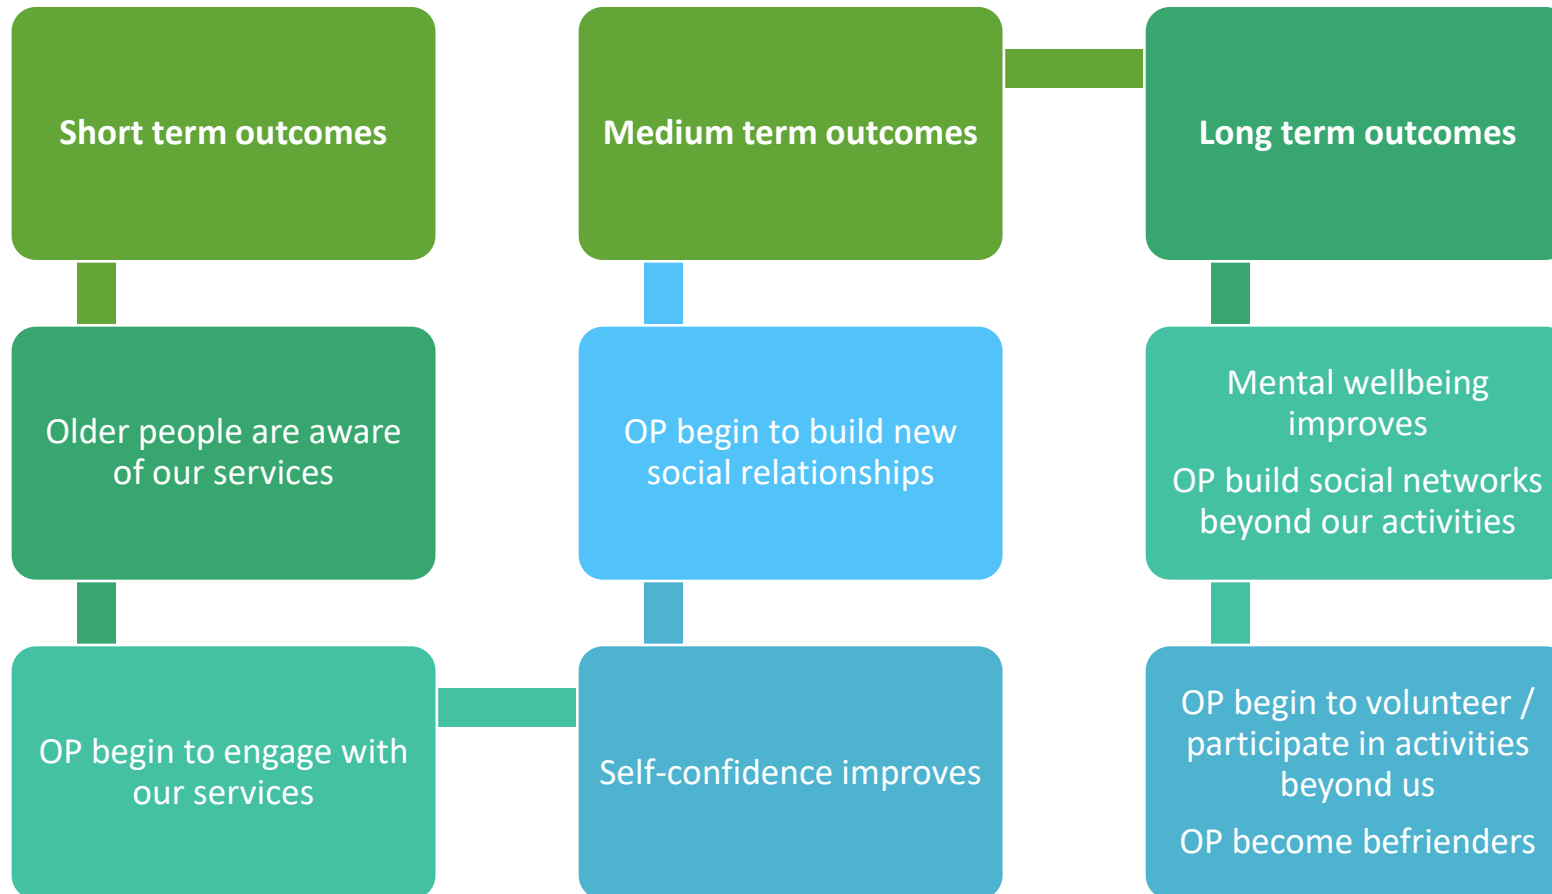 Short term outcomes
Older people are aware
of our services
OP begin to engage with
our services
Medium term outcomes
OP begin to build new
social relationships
Self-confidence improves
Long term outcomes
Mental wellbeing
improves
OP build social networks
beyond our activities
OP begin to volunteer /
participate in activities
beyond us
OP become befrienders